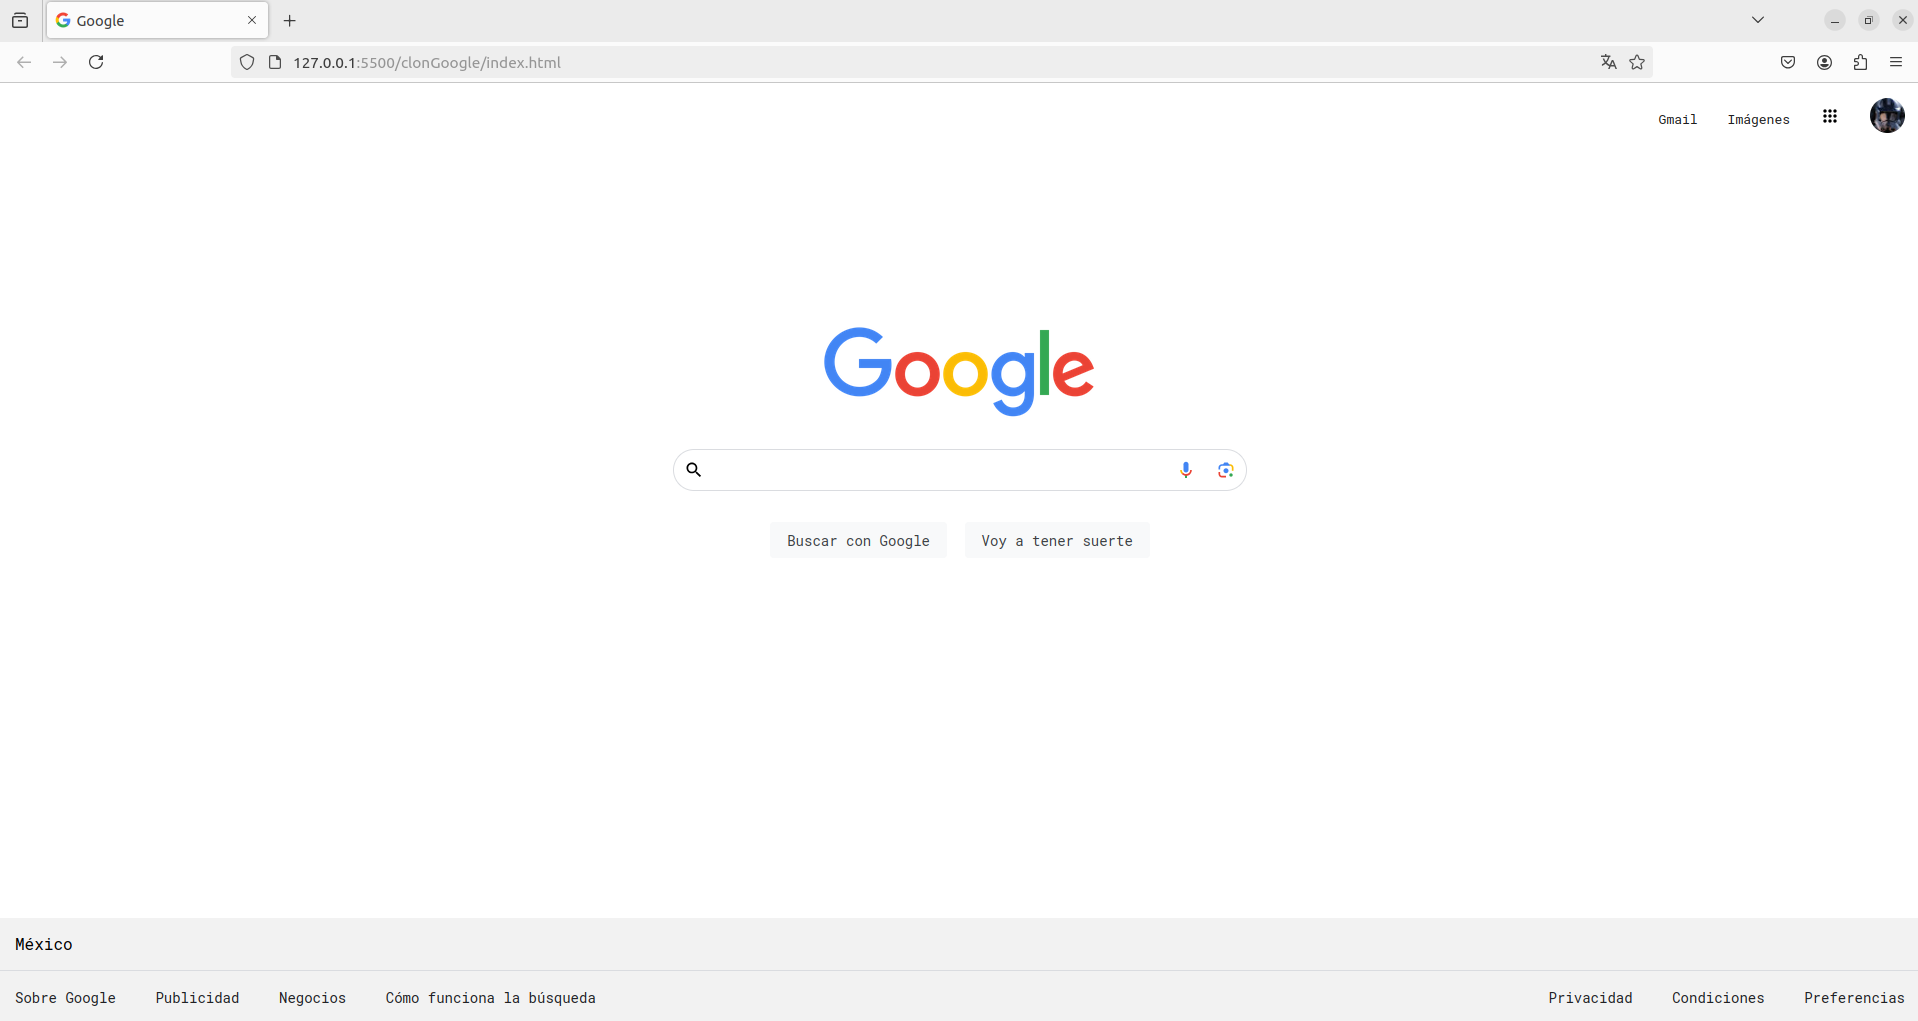 Google
127.0.0.1:5500/clonGoogle/index.html
Gmail Imágenes
Google
Buscar con Google Voy a tener suerte
México
Sobre Google Publicidad Negocios Cómo funciona la búsqueda Privacidad Condiciones Preferencias